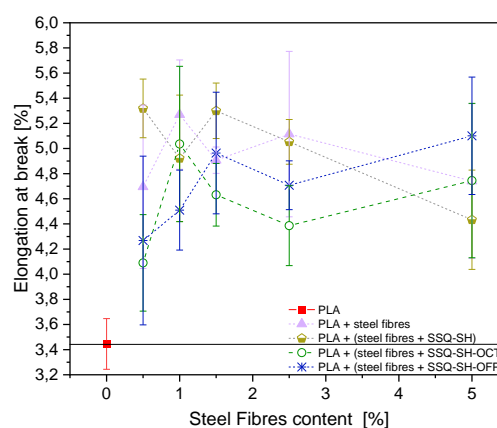 6,0
5,8
5,6
5,4
5,2
5,0
4,8
4,6
4,4
4,2
4,0
3,8
3,6
3,4
3,2
Elongation at break [%]
PLA
PLA + steel fibres
PLA + (steel fibres + SSQ-SH)
PLA + (steel fibres + SSQ-SH-OCT)
PLA + (steel fibres + SSQ-SH-OFP)
0 1 2 3 4 5
Steel Fibres content [%]